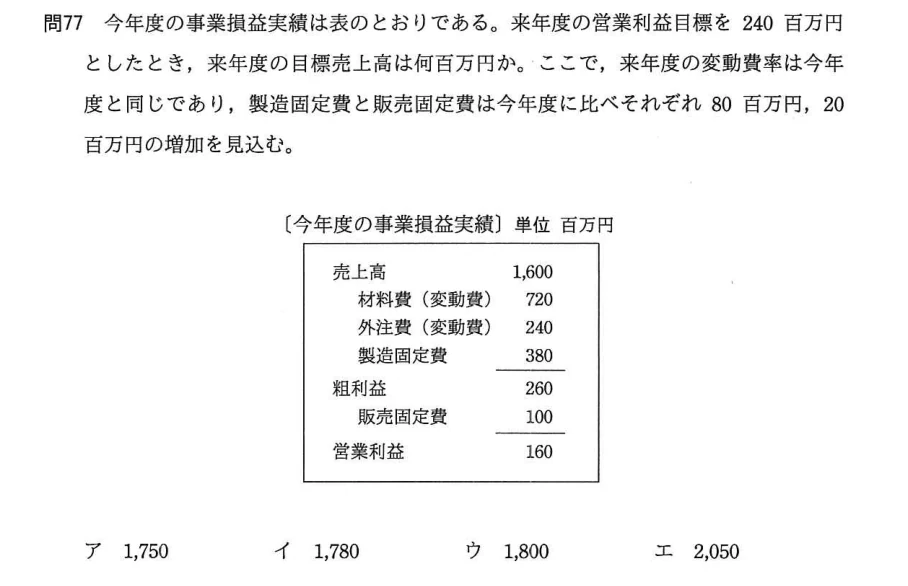 問77 今年度の事業損益実績は表のとおりである。来年度の営業利益目標を 240 百万円
としたとき，来年度の目標売上高は何百万円か。ここで，来年度の変動費率は今年
度と同じであり，製造固定費と販売固定費は今年度に比べそれぞれ 80 百万円，20
百万円の増加を見込む。
〔今年度の事業損益実績〕単位 百万円
売上高 1,600
材料費（変動費） 720
外注費（変動費） 240
製造固定費 380
粗利益 260
販売固定費 100
営業利益 160
ア 1,750 イ 1,780 ウ 1,800 エ 2,050